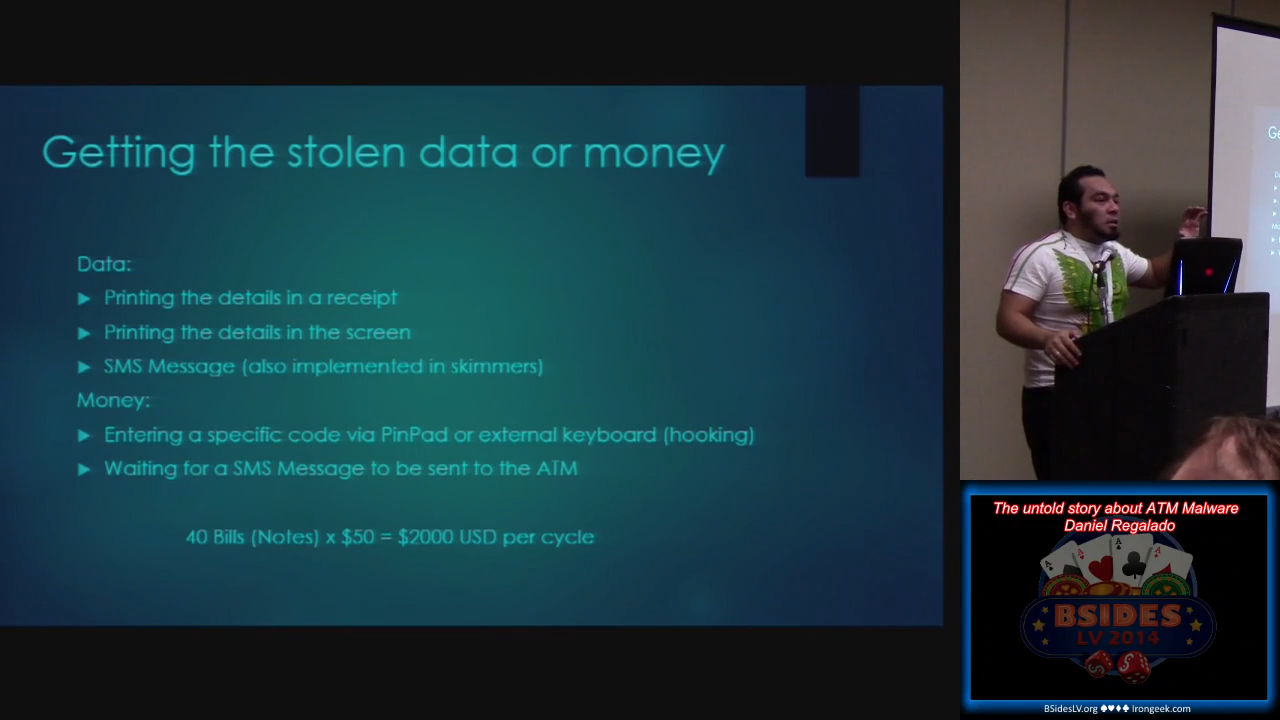 Getting the stolen data or money
Data:
Printing the details in a receipt
Printing the details in the screen
SMS Message (also implemented in skimmers)
Money:
Entering a specific code via PinPad or external keyboard (hooking)
Waiting for a SMS Message to be sent to the ATM
40 Bills (Notes) x $50 = $2000 USD per cycle
Ge
The untold story about ATM Malware
Daniel Regalado
BSIDES
LV 2014
BSidesLV.org ♠♥♦♣ Irongeek.com